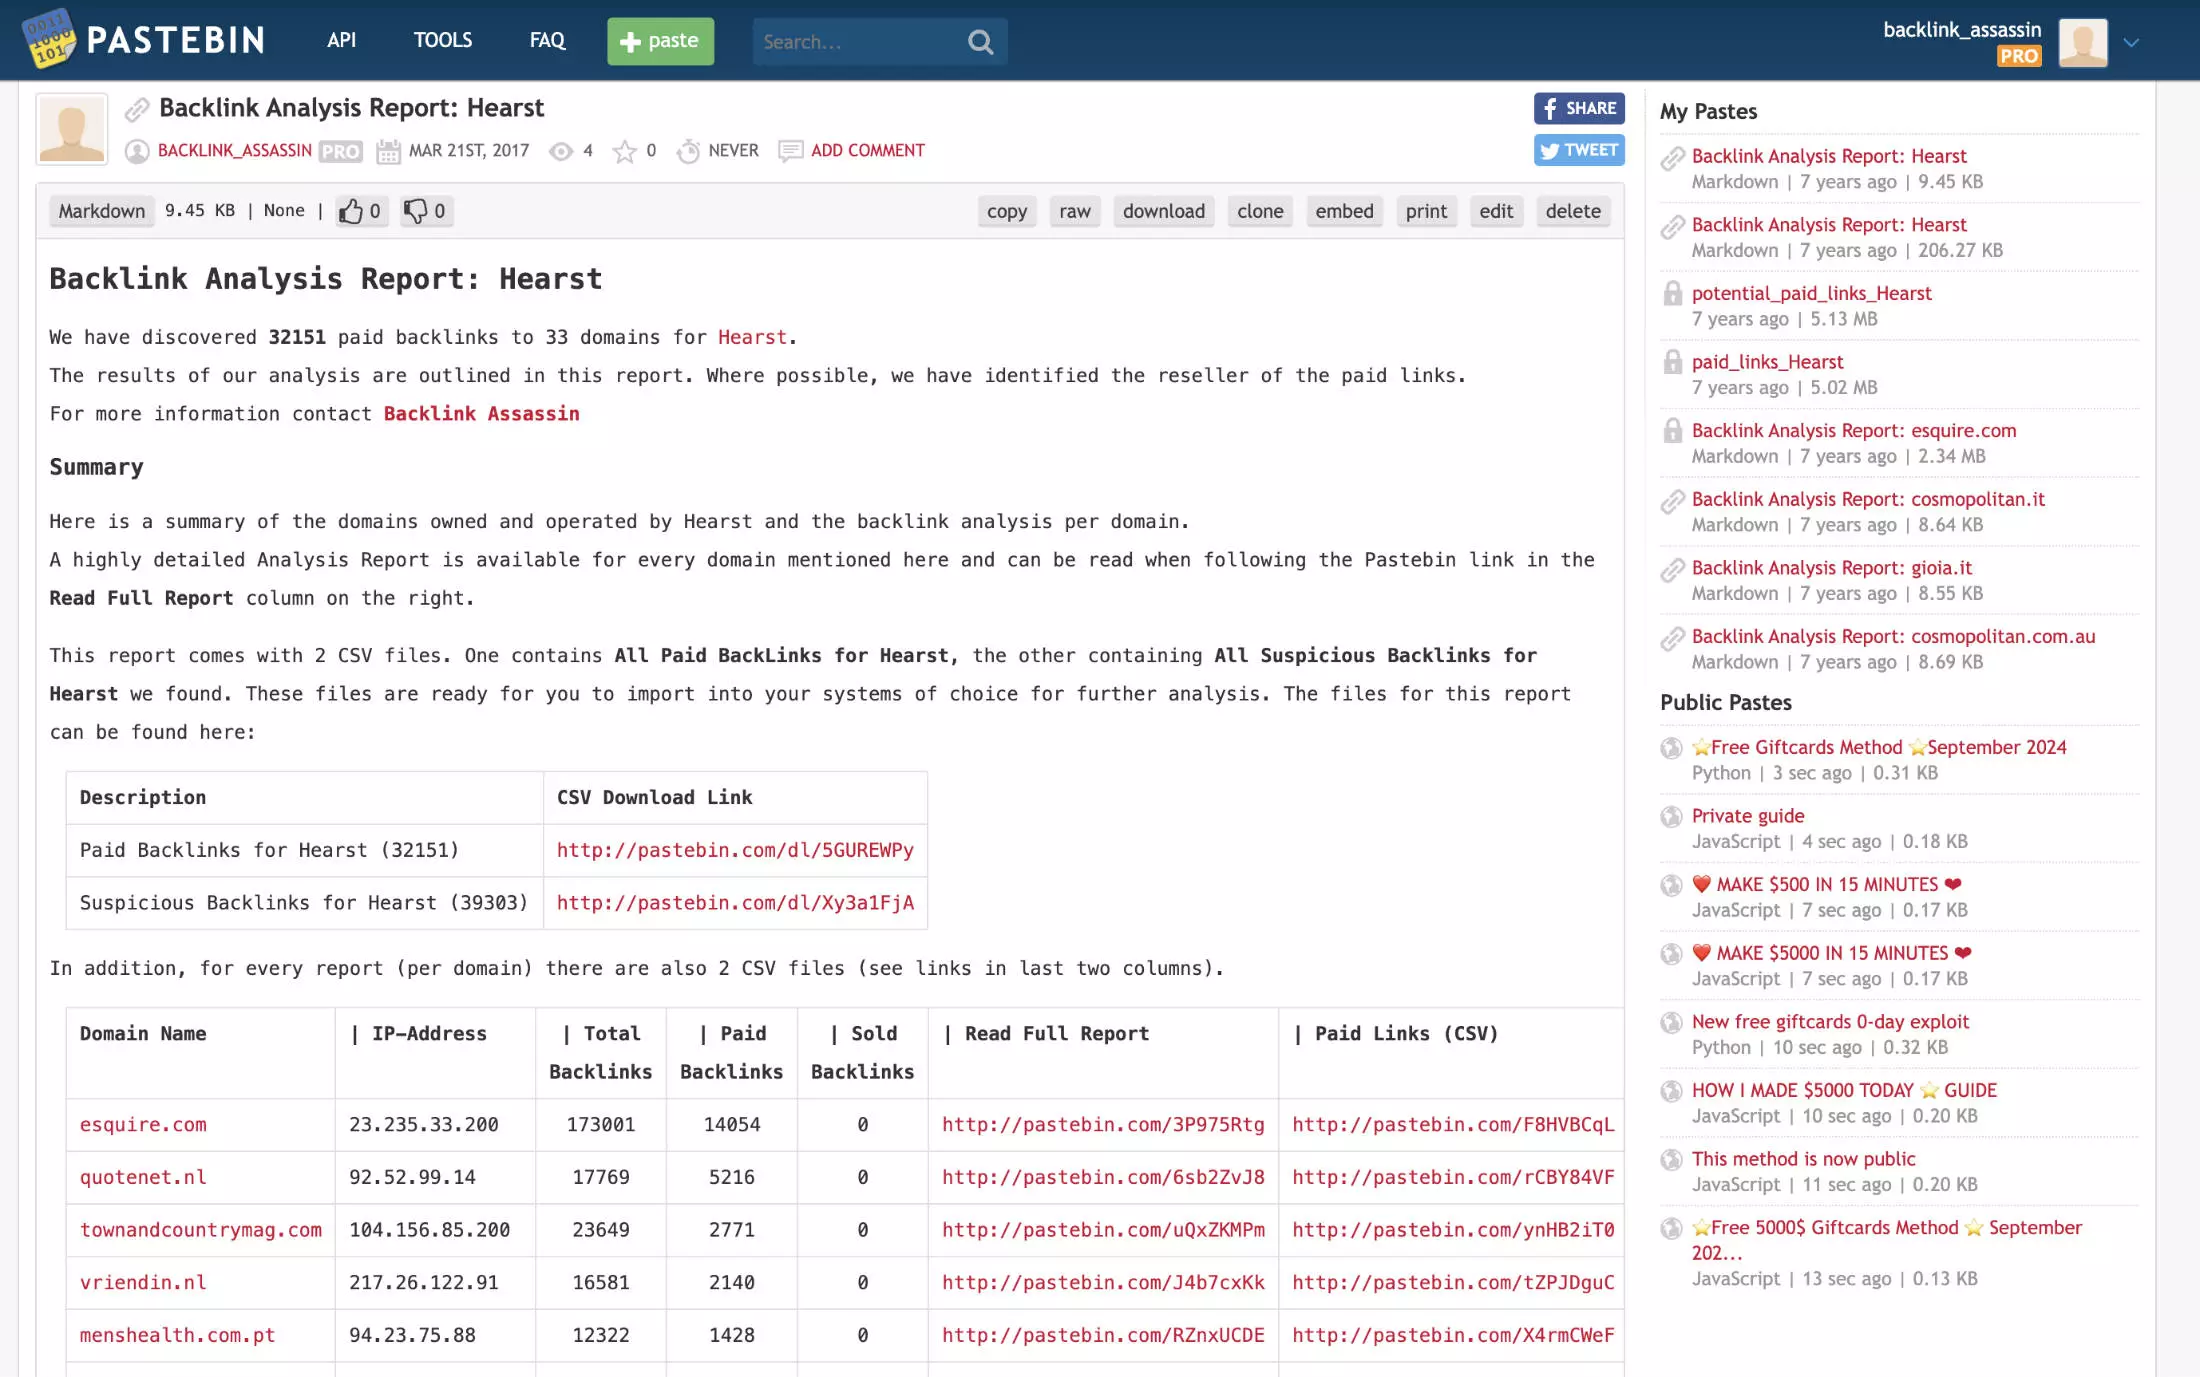 PASTEBIN API TOOLS FAQ paste Search... backlink_assassin
PRO
Backlink Analysis Report: Hearst
BACKLINK_ASSASSIN PRO MAR 21ST, 2017 4 0 NEVER ADD COMMENT
SHARE
TWEET
Markdown 9.45 KB | None | 0 0 copy raw download clone embed print edit delete
Backlink Analysis Report: Hearst
We have discovered 32151 paid backlinks to 33 domains for Hearst.
The results of our analysis are outlined in this report. Where possible, we have identified the reseller of the paid links.
For more information contact Backlink Assassin
Summary
Here is a summary of the domains owned and operated by Hearst and the backlink analysis per domain.
A highly detailed Analysis Report is available for every domain mentioned here and can be read when following the Pastebin link in the
Read Full Report column on the right.
This report comes with 2 CSV files. One contains All Paid BackLinks for Hearst, the other containing All Suspicious Backlinks for
Hearst we found. These files are ready for you to import into your systems of choice for further analysis. The files for this report
can be found here:
Description CSV Download Link
Paid Backlinks for Hearst (32151) http://pastebin.com/dl/5GUREWPy
Suspicious Backlinks for Hearst (39303) http://pastebin.com/dl/Xy3a1FjA
In addition, for every report (per domain) there are also 2 CSV files (see links in last two columns).
Domain Name | IP-Address | Total Backlinks | Paid Backlinks | Sold Backlinks | Read Full Report | Paid Links (CSV)
esquire.com 23.235.33.200 173001 14054 0 http://pastebin.com/3P975Rtg http://pastebin.com/F8HVBCqL
quotenet.nl 92.52.99.14 17769 5216 0 http://pastebin.com/6sb2ZvJ8 http://pastebin.com/rCBY84VF
townandcountrymag.com 104.156.85.200 23649 2771 0 http://pastebin.com/uQxZKMPm http://pastebin.com/ynHB2iT0
vriendin.nl 217.26.122.91 16581 2140 0 http://pastebin.com/J4b7cxKk http://pastebin.com/tZPJDguC
menshealth.com.pt 94.23.75.88 12322 1428 0 http://pastebin.com/RZnxUCDE http://pastebin.com/X4rmCWeF
My Pastes
Backlink Analysis Report: Hearst
Markdown | 7 years ago | 9.45 KB
Backlink Analysis Report: Hearst
Markdown | 7 years ago | 206.27 KB
potential_paid_links_Hearst
7 years ago | 5.13 MB
paid_links_Hearst
7 years ago | 5.02 MB
Backlink Analysis Report: esquire.com
Markdown | 7 years ago | 2.34 MB
Backlink Analysis Report: cosmopolitan.it
Markdown | 7 years ago | 8.64 KB
Backlink Analysis Report: gioia.it
Markdown | 7 years ago | 8.55 KB
Backlink Analysis Report: cosmopolitan.com.au
Markdown | 7 years ago | 8.69 KB
Public Pastes
⭐Free Giftcards Method ⭐September 2024
Python | 3 sec ago | 0.31 KB
Private guide
JavaScript | 4 sec ago | 0.18 KB
❤️ MAKE $500 IN 15 MINUTES ❤
JavaScript | 7 sec ago | 0.17 KB
❤️ MAKE $5000 IN 15 MINUTES ❤
JavaScript | 7 sec ago | 0.17 KB
New free giftcards 0-day exploit
Python | 10 sec ago | 0.32 KB
HOW I MADE $5000 TODAY ⭐ GUIDE
JavaScript | 10 sec ago | 0.20 KB
This method is now public
JavaScript | 11 sec ago | 0.20 KB
⭐Free 5000$ Giftcards Method ⭐ September
202...
JavaScript | 13 sec ago | 0.13 KB